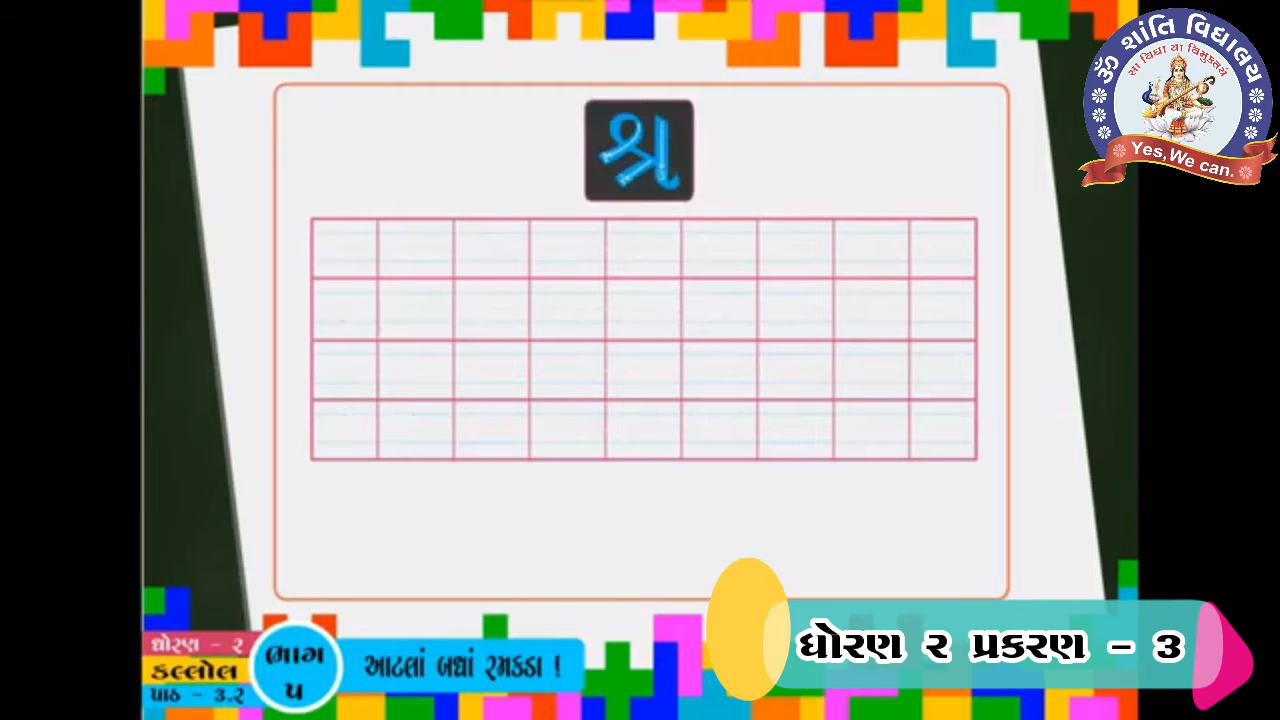 ૐ શાંતિ વિદ્યાલય
સા વિદ્યા યા વિમુક્તયે
Yes, We can.
શ્ર
ધોરણ - ૨
કલ્લોલ
પાઠ - ૩.૨
ભાગ
૫
આટલાં બધાં રમકડાં !
ધોરણ ૨ પ્રકરણ - ૩